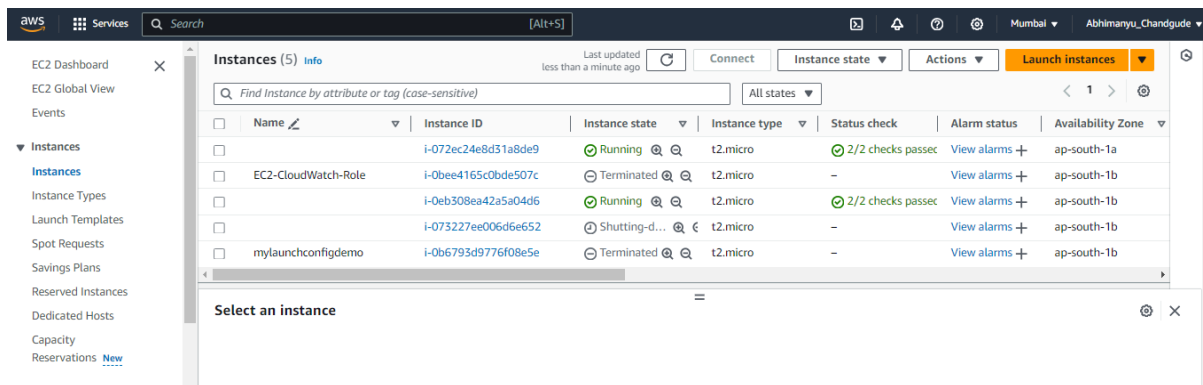 aws Services Search [Alt+S] Mumbai Abhimanyu_Chandgude
EC2 Dashboard
EC2 Global View
Events
Instances
Instances
Instance Types
Launch Templates
Spot Requests
Savings Plans
Reserved Instances
Dedicated Hosts
Capacity
Reservations New
Instances (5) Info
Last updated
less than a minute ago
Connect Instance state Actions Launch instances
Find Instance by attribute or tag (case-sensitive) All states 1
Name Instance ID Instance state Instance type Status check Alarm status Availability Zone
i-072ec24e8d31a8de9 Running t2.micro 2/2 checks passec View alarms + ap-south-1a
EC2-CloudWatch-Role i-0bee4165c0bde507c Terminated t2.micro – View alarms + ap-south-1b
i-0eb308ea42a5a04d6 Running t2.micro 2/2 checks passec View alarms + ap-south-1b
i-073227ee006d6e652 Shutting-d... t2.micro – View alarms + ap-south-1b
mylaunchconfigdemo i-0b6793d9776f08e5e Terminated t2.micro – View alarms + ap-south-1b
Select an instance